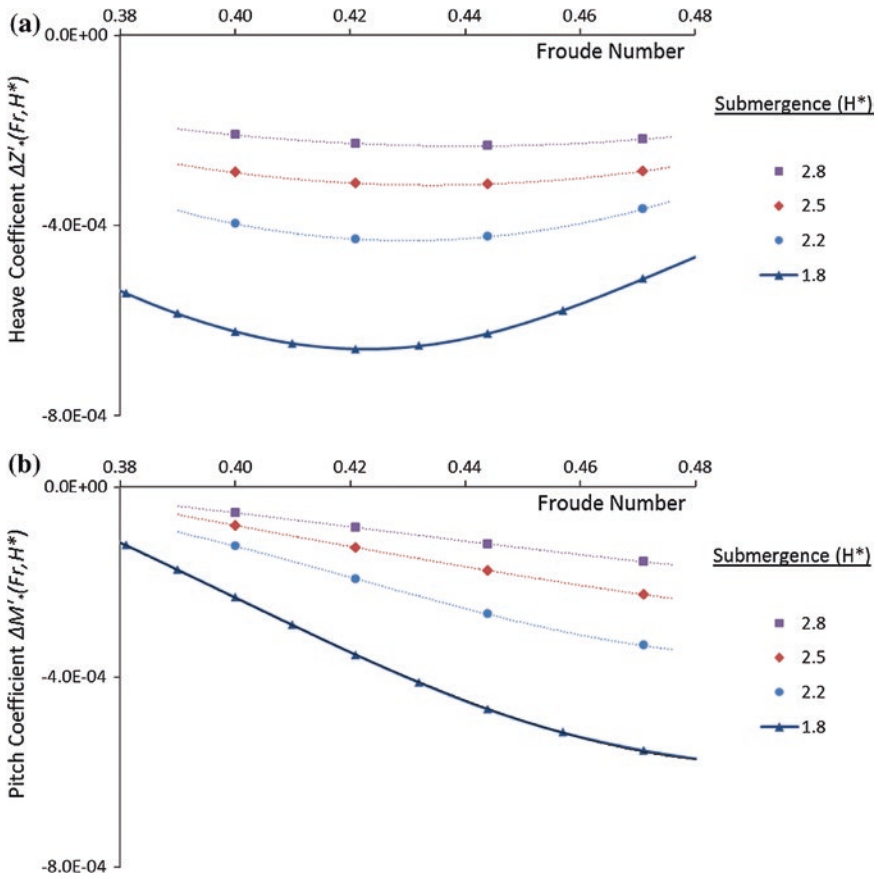 (a)
0.38 0.40 0.42 0.44 0.46 0.48
0.0E+00
Froude Number
Heave Coefficent ΔZ'*(Fr,H*)
-4.0E-04
-8.0E-04
Submergence (H*)
2.8
2.5
2.2
1.8
(b)
0.38 0.40 0.42 0.44 0.46 0.48
0.0E+00
Froude Number
Pitch Coefficient ΔM'*(Fr,H*)
-4.0E-04
-8.0E-04
Submergence (H*)
2.8
2.5
2.2
1.8